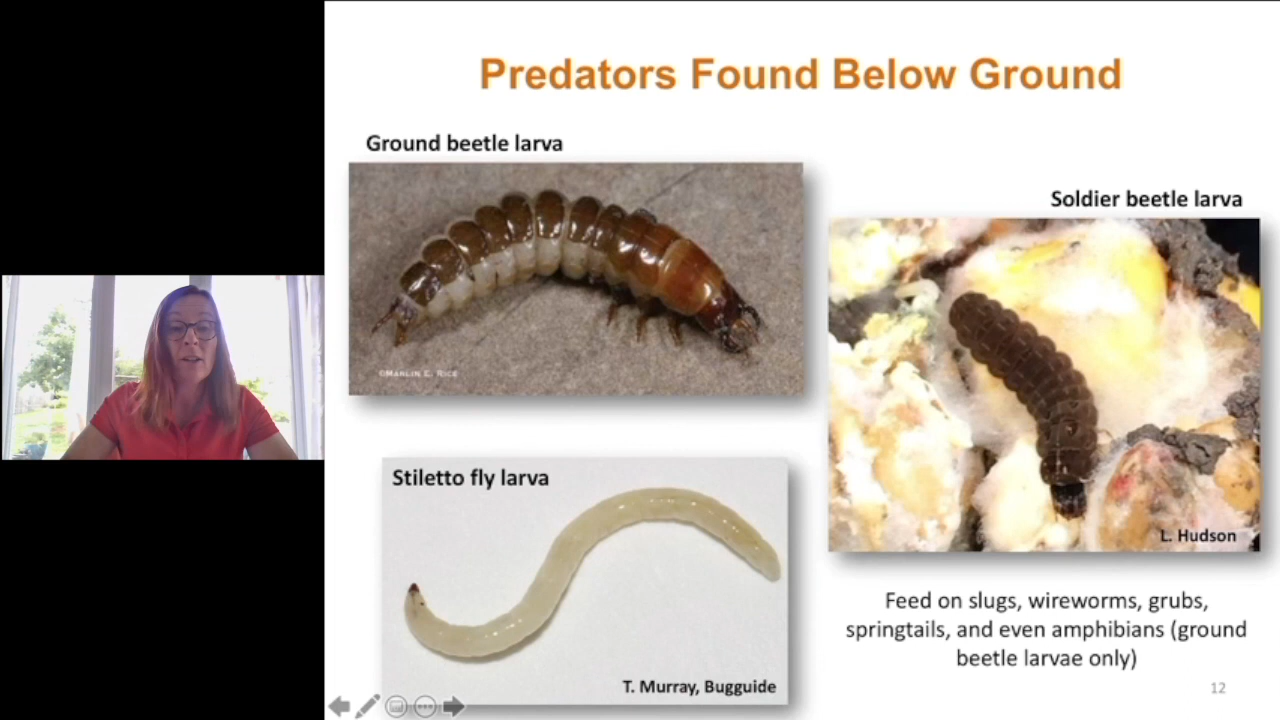 Predators Found Below Ground
Ground beetle larva
Soldier beetle larva
©MARLIN E. RICE
Stiletto fly larva
L. Hudson
Feed on slugs, wireworms, grubs,
springtails, and even amphibians (ground
beetle larvae only)
T. Murray, Bugguide
12